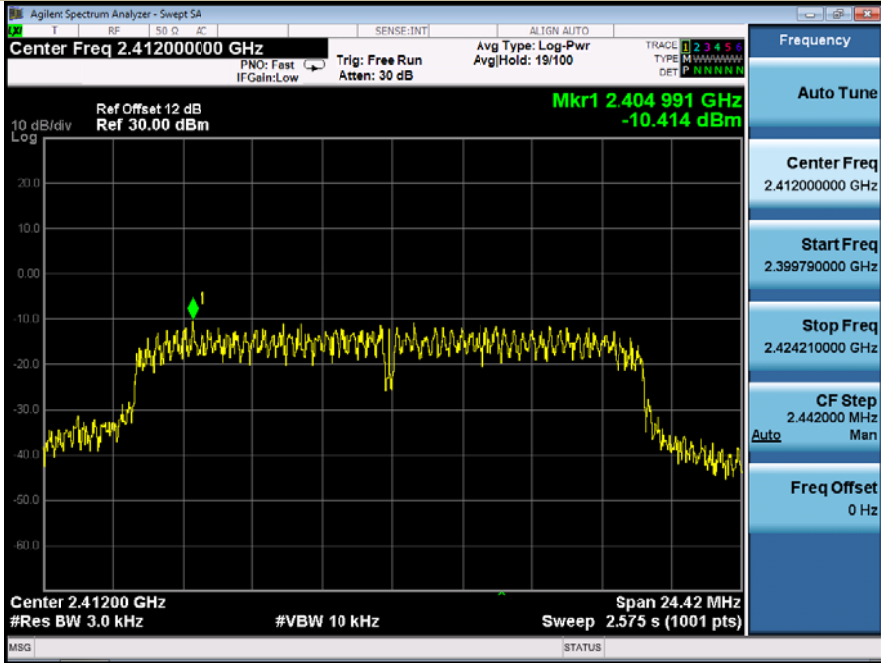 Agilent Spectrum Analyzer - Swept SA
LXI T RF 50 Ω AC SENSE:INT ALIGN AUTO
Center Freq 2.412000000 GHz
PNO: Fast
IFGain:Low
Trig: Free Run
Atten: 30 dB
Avg Type: Log-Pwr
Avg|Hold: 19/100
TRACE 1 2 3 4 5 6
TYPE M WWWWW
DET P N N N N N
Ref Offset 12 dB
Ref 30.00 dBm
10 dB/div
Log
Mkr1 2.404 991 GHz
-10.414 dBm
20.0
10.0
0.00
-10.0
-20.0
-30.0
-40.0
-50.0
-60.0
1
Center 2.41200 GHz
Span 24.42 MHz
#Res BW 3.0 kHz
#VBW 10 kHz
Sweep 2.575 s (1001 pts)
MSG
STATUS
Frequency
Auto Tune
Center Freq
2.412000000 GHz
Start Freq
2.399790000 GHz
Stop Freq
2.424210000 GHz
CF Step
2.442000 MHz
Auto Man
Freq Offset
0 Hz